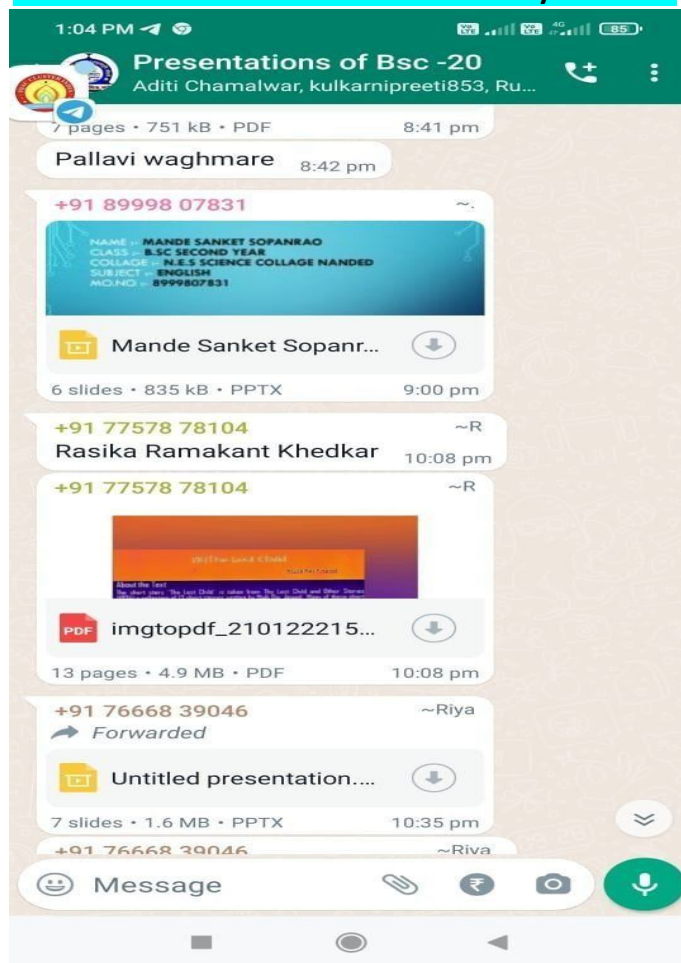 1:04 PM
Vo LTE Vo LTE 4G 85
Presentations of Bsc -20
Aditi Chamalwar, kulkarnipreeti853, Ru...
7 pages • 751 kB • PDF 8:41 pm
Pallavi waghmare 8:42 pm
+91 89998 07831 ~.
NAME :- MANDE SANKET SOPANRAO
CLASS :- B.SC SECOND YEAR
COLLAGE :- N.E.S SCIENCE COLLAGE NANDED
SUBJECT :- ENGLISH
MO.NO :- 8999807831
Mande Sanket Sopanr...
6 slides • 835 kB • PPTX 9:00 pm
+91 77578 78104 ~R
Rasika Ramakant Khedkar 10:08 pm
+91 77578 78104 ~R
The Lost Child
About the Text
PDF imgtopdf_210122215...
13 pages • 4.9 MB • PDF 10:08 pm
+91 76668 39046 ~Riya
Forwarded
Untitled presentation....
7 slides • 1.6 MB • PPTX 10:35 pm
+91 76668 39046 ~Riya
Message